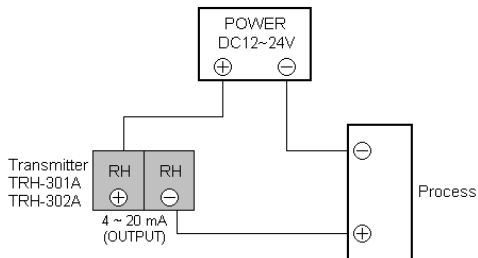 POWER
DC12~24V
⊕ ⊖
Transmitter
TRH-301A
TRH-302A
RH RH
⊕ ⊖
4 ~ 20 mA
(OUTPUT)
⊖
Process
⊕